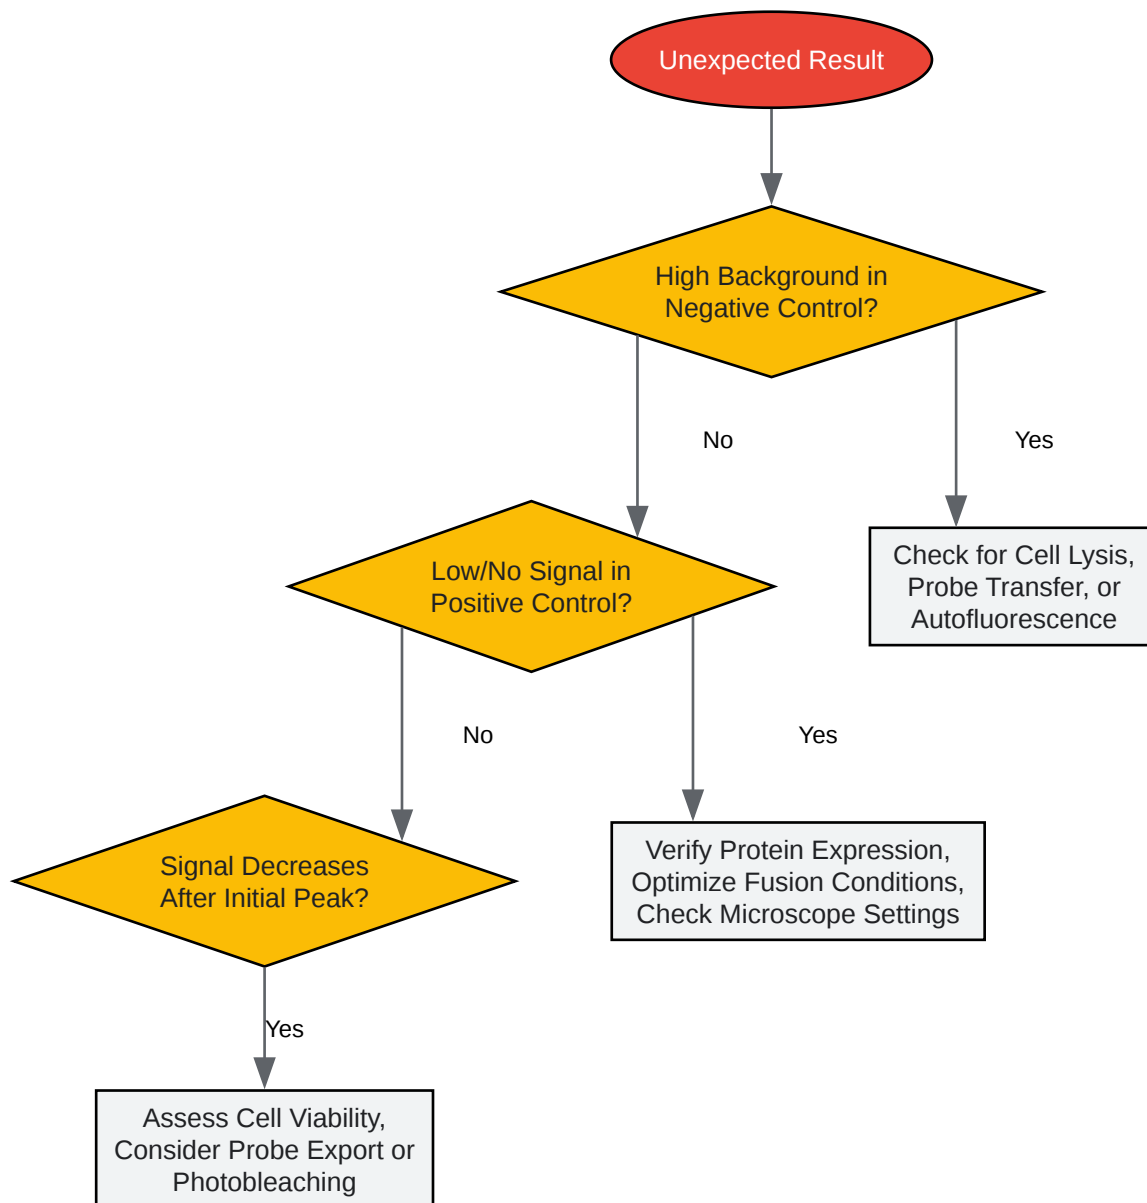 Unexpected Result
High Background in
Negative Control?
No
Yes
Low/No Signal in
Positive Control?
Check for Cell Lysis,
Probe Transfer, or
Autofluorescence
No
Yes
Signal Decreases
After Initial Peak?
Verify Protein Expression,
Optimize Fusion Conditions,
Check Microscope Settings
Yes
Assess Cell Viability,
Consider Probe Export or
Photobleaching